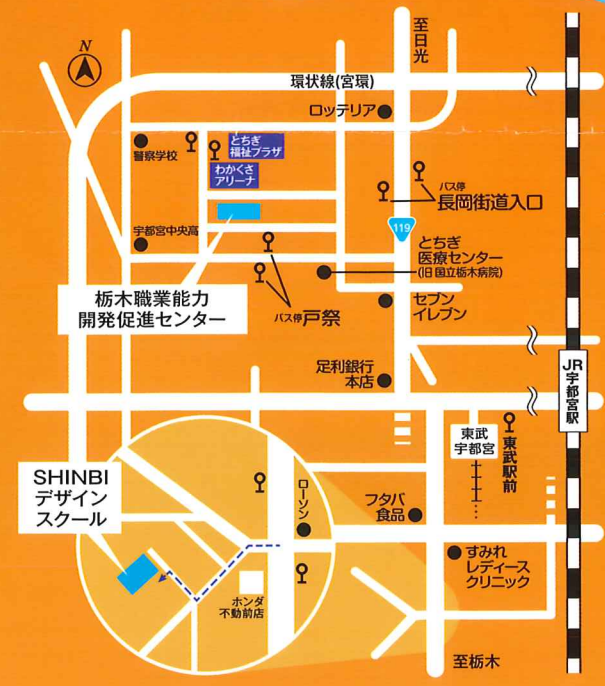 N
至日光
環状線(宮環)
ロッテリア
警察学校
とちぎ
福祉プラザ
わかくさ
アリーナ
バス停
長岡街道入口
119
宇都宮中央高
とちぎ
医療センター
(旧 国立栃木病院)
栃木職業能力
開発促進センター
バス停戸祭
セブン
イレブン
足利銀行
本店
JR宇都宮駅
東武
宇都宮
東武駅前
SHINBI
デザイン
スクール
ローソン
フタバ
食品
すみれ
レディース
クリニック
ホンダ
不動前店
至栃木